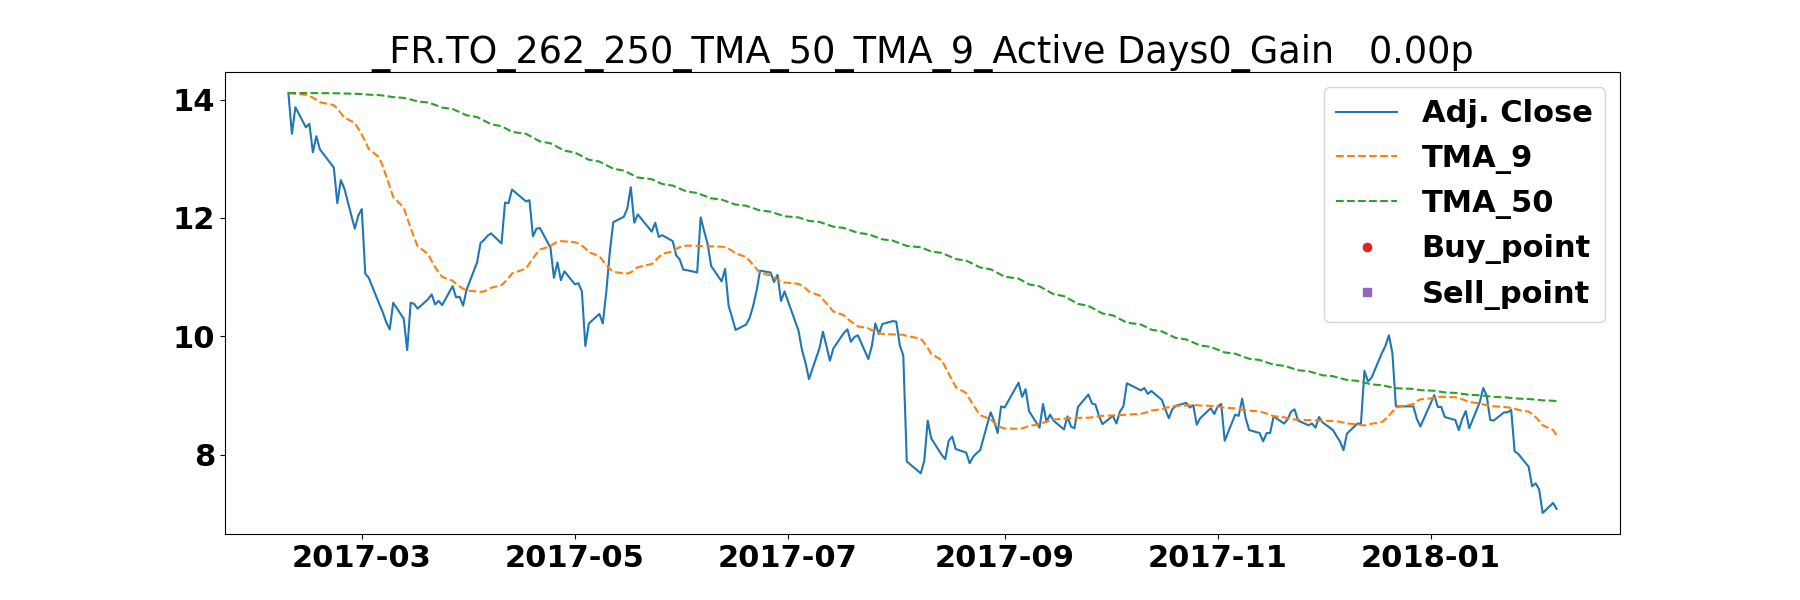 _FR.TO_262_250_TMA_50_TMA_9_Active Days0_Gain   0.00p
14
12
10
8
Adj. Close
TMA_9
TMA_50
Buy_point
Sell_point
2017-03 2017-05 2017-07 2017-09 2017-11 2018-01